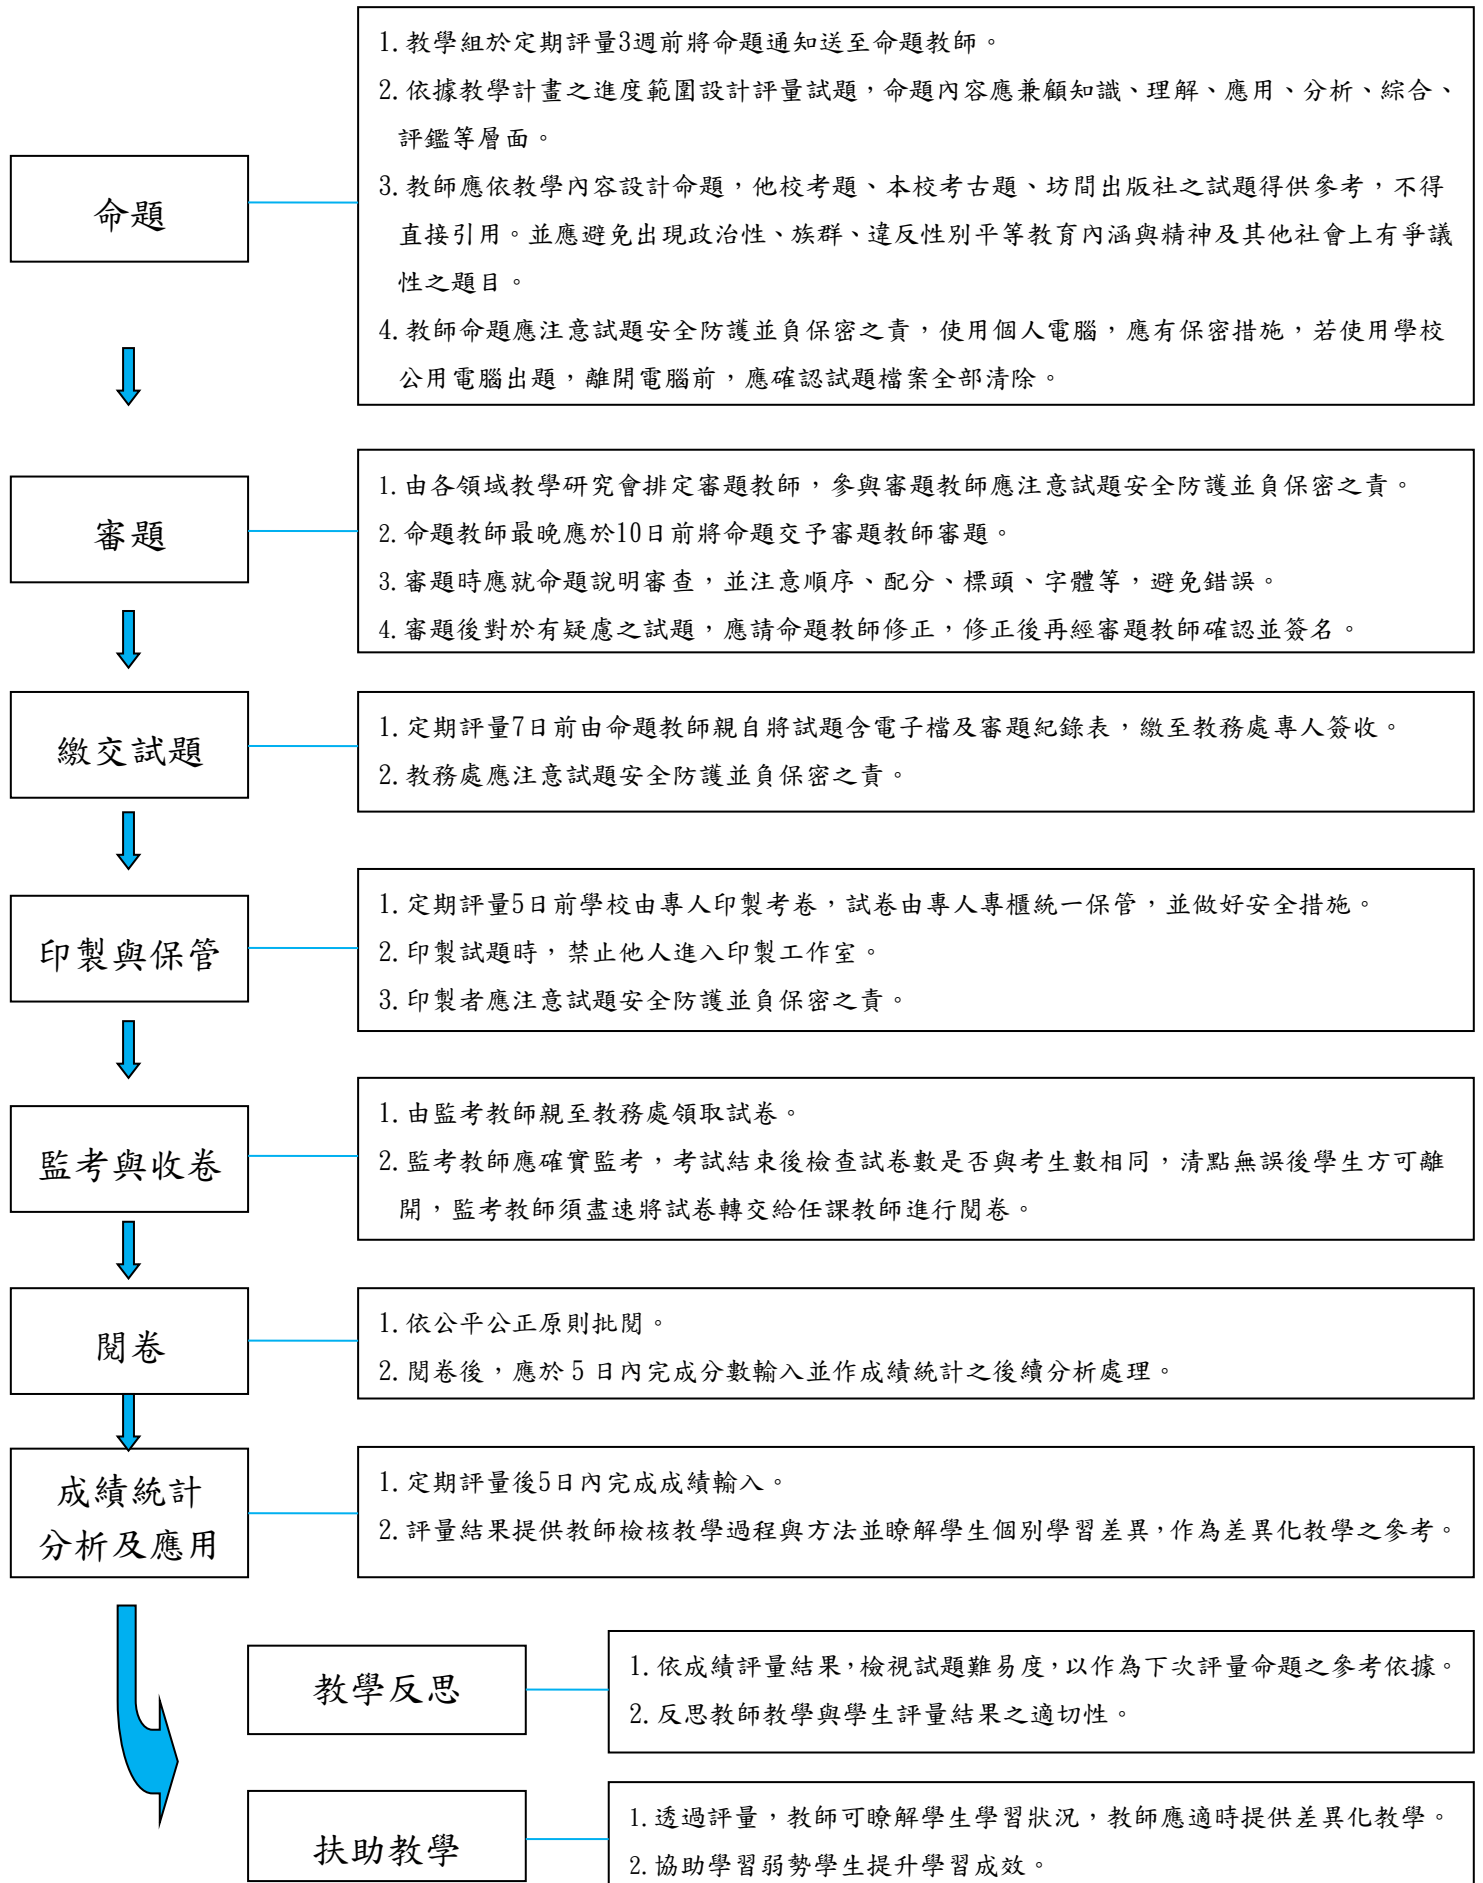 命題
1.教學組於定期評量3週前將命題通知送至命題教師。
2.依據教學計畫之進度範圍設計評量試題，命題內容應兼顧知識、理解、應用、分析、綜合、
評鑑等層面。
3.教師應依教學內容設計命題，他校考題、本校考古題、坊間出版社之試題得供參考，不得
直接引用。並應避免出現政治性、族群、違反性別平等教育內涵與精神及其他社會上有爭議
性之題目。
4.教師命題應注意試題安全防護並負保密之責，使用個人電腦，應有保密措施，若使用學校
公用電腦出題，離開電腦前，應確認試題檔案全部清除。
審題
1.由各領域教學研究會排定審題教師，參與審題教師應注意試題安全防護並負保密之責。
2.命題教師最晚應於10日前將命題交予審題教師審題。
3.審題時應就命題說明審查，並注意順序、配分、標頭、字體等，避免錯誤。
4.審題後對於有疑慮之試題，應請命題教師修正，修正後再經審題教師確認並簽名。
繳交試題
1.定期評量7日前由命題教師親自將試題含電子檔及審題紀錄表，繳至教務處專人簽收。
2.教務處應注意試題安全防護並負保密之責。
印製與保管
1.定期評量5日前學校由專人印製考卷，試卷由專人專櫃統一保管，並做好安全措施。
2.印製試題時，禁止他人進入印製工作室。
3.印製者應注意試題安全防護並負保密之責。
監考與收卷
1.由監考教師親至教務處領取試卷。
2.監考教師應確實監考，考試結束後檢查試卷數是否與考生數相同，清點無誤後學生方可離
開，監考教師須盡速將試卷轉交給任課教師進行閱卷。
閱卷
1.依公平公正原則批閱。
2.閱卷後，應於 5 日內完成分數輸入並作成績統計之後續分析處理。
成績統計
分析及應用
1.定期評量後5日內完成成績輸入。
2.評量結果提供教師檢核教學過程與方法並瞭解學生個別學習差異，作為差異化教學之參考。
教學反思
1.依成績評量結果，檢視試題難易度，以作為下次評量命題之參考依據。
2.反思教師教學與學生評量結果之適切性。
扶助教學
1.透過評量，教師可瞭解學生學習狀況，教師應適時提供差異化教學。
2.協助學習弱勢學生提升學習成效。